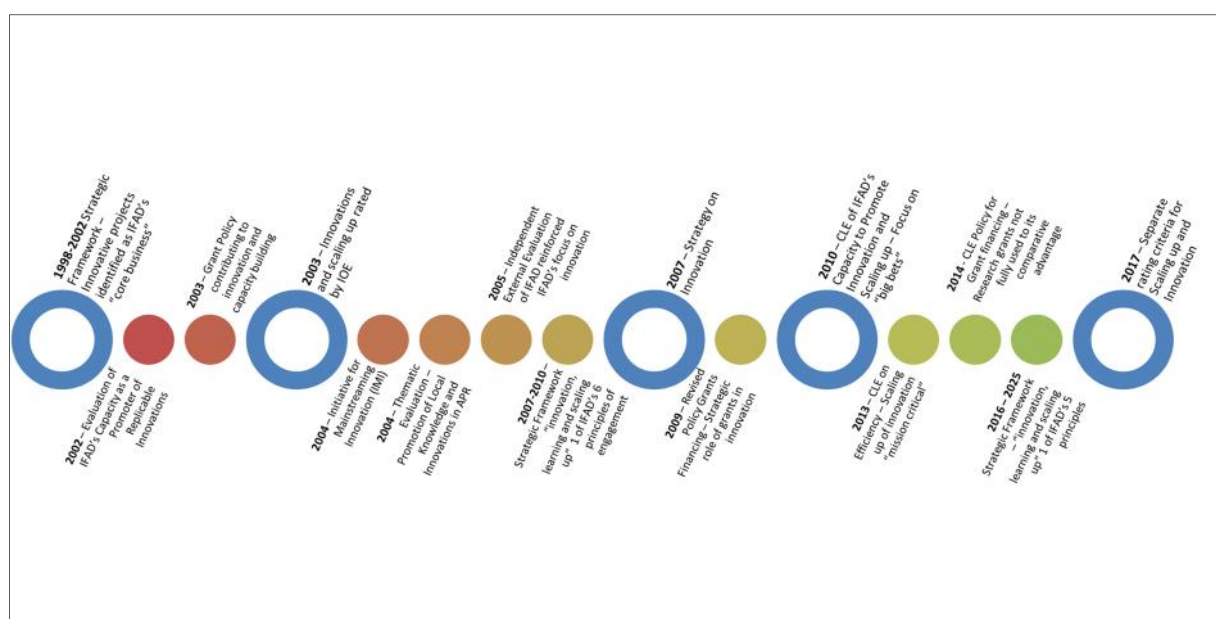 1998-2002 Strategic
Framework –
Innovative projects
identified as IFAD's
"core business"
2002 – Evaluation of
IFAD's Capacity as a
Promoter of
Replicable
Innovations
2003 – Grant Policy
contributing to
innovation and
capacity building
2003 – Innovations
and scaling up rated
by IOE
2004 – Initiative for
Mainstreaming
Innovation (IMI)
2004 – Thematic
Evaluation –
Promotion of Local
Knowledge and
Innovations in APR
2005 – Independent
External Evaluation
of IFAD reinforced
IFAD's focus on
innovation
2007-2010 –
Strategic Framework
"innovation,
learning and scaling
up" 1 of IFAD's 6
principles of
engagement
2007 – Strategy on
Innovation
2009 – Revised
Policy Grants
Financing – Strategic
role of grants in
innovation
2010 – CLE of IFAD's
Capacity to Promote
Innovation and
Scaling up – Focus on
"big bets"
2013 – CLE on
Efficiency – Scaling
up of innovation
"mission critical"
2014 - CLE Policy for
Grant financing –
Research grants not
fully used to its
comparative
advantage
2016 – 2025
Strategic Framework
– "innovation,
learning and scaling
up" 1 of IFAD's 5
principles
2017 – Separate
rating criteria for
Scaling up and
Innovation